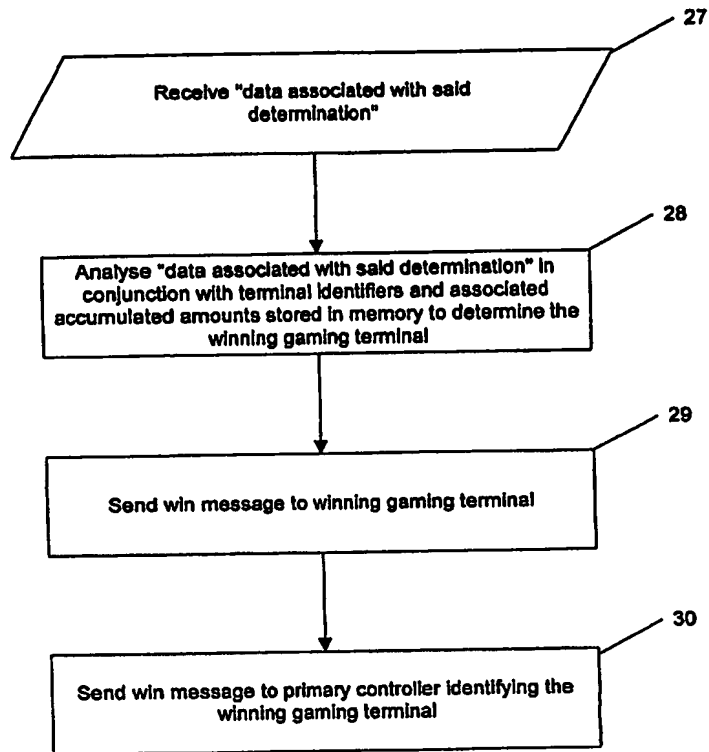 27
Receive "data associated with said
determination"
28
Analyse "data associated with said determination" in
conjunction with terminal identifiers and associated
accumulated amounts stored in memory to determine the
winning gaming terminal
29
Send win message to winning gaming terminal
30
Send win message to primary controller identifying the
winning gaming terminal